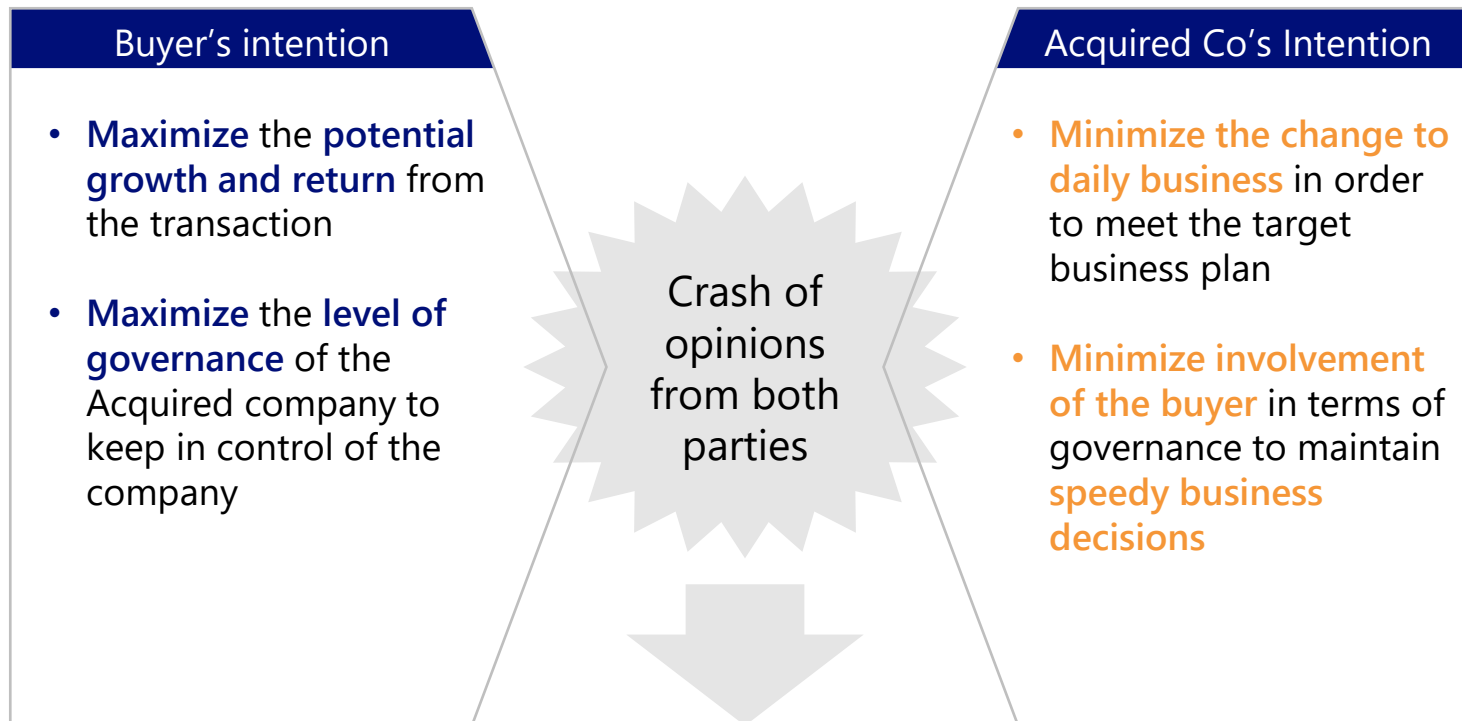 Buyer’s intention
• Maximize the potential
growth and return from
the transaction
• Maximize the level of
governance of the
Acquired company to
keep in control of the
company
Crash of
opinions
from both
parties
Acquired Co’s Intention
• Minimize the change to
daily business in order
to meet the target
business plan
• Minimize involvement
of the buyer in terms of
governance to maintain
speedy business
decisions